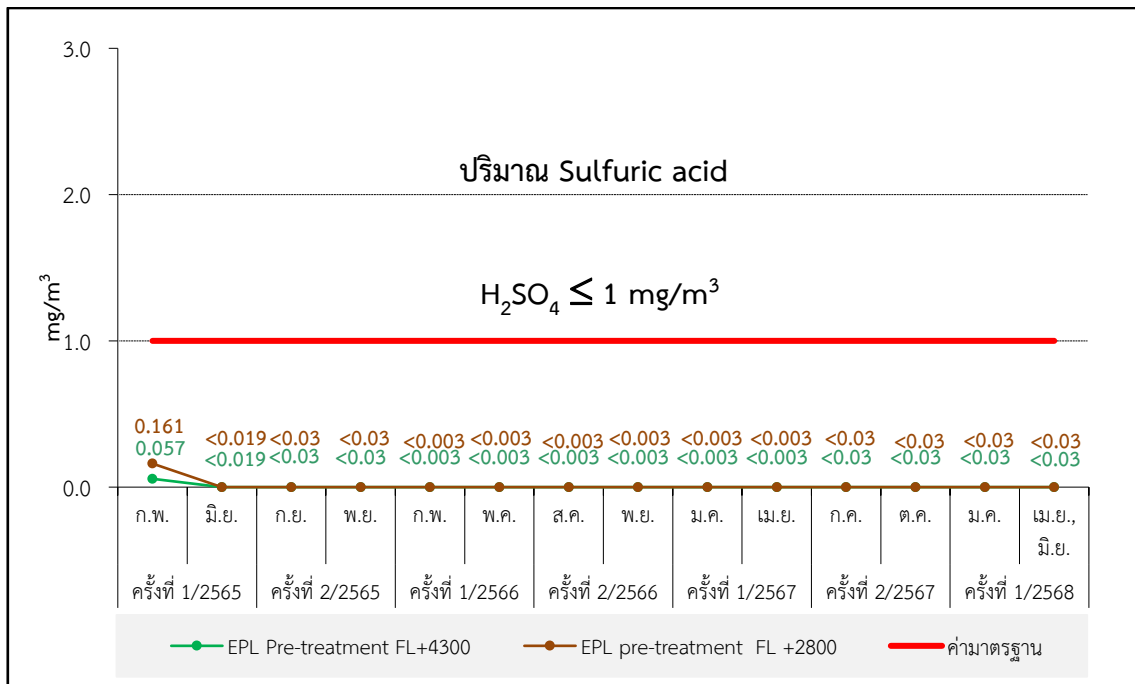 3.0
ปริมาณ Sulfuric acid
2.0
mg/m³
H₂SO₄ ≤ 1 mg/m³
1.0
0.161 <0.019 <0.03 <0.03 <0.003 <0.003 <0.003 <0.003 <0.003 <0.003 <0.03 <0.03 <0.03 <0.03
0.057 <0.019 <0.03 <0.03 <0.003 <0.003 <0.003 <0.003 <0.003 <0.003 <0.03 <0.03 <0.03 <0.03
0.0
ก.พ. มิ.ย. ก.ย. พ.ย. ก.พ. พ.ค. ส.ค. พ.ย. ม.ค. เม.ย. ก.ค. ต.ค. ม.ค. เม.ย.,
มิ.ย.
ครั้งที่ 1/2565 ครั้งที่ 2/2565 ครั้งที่ 1/2566 ครั้งที่ 2/2566 ครั้งที่ 1/2567 ครั้งที่ 2/2567 ครั้งที่ 1/2568
EPL Pre-treatment FL+4300 EPL pre-treatment FL +2800 ค่ามาตรฐาน